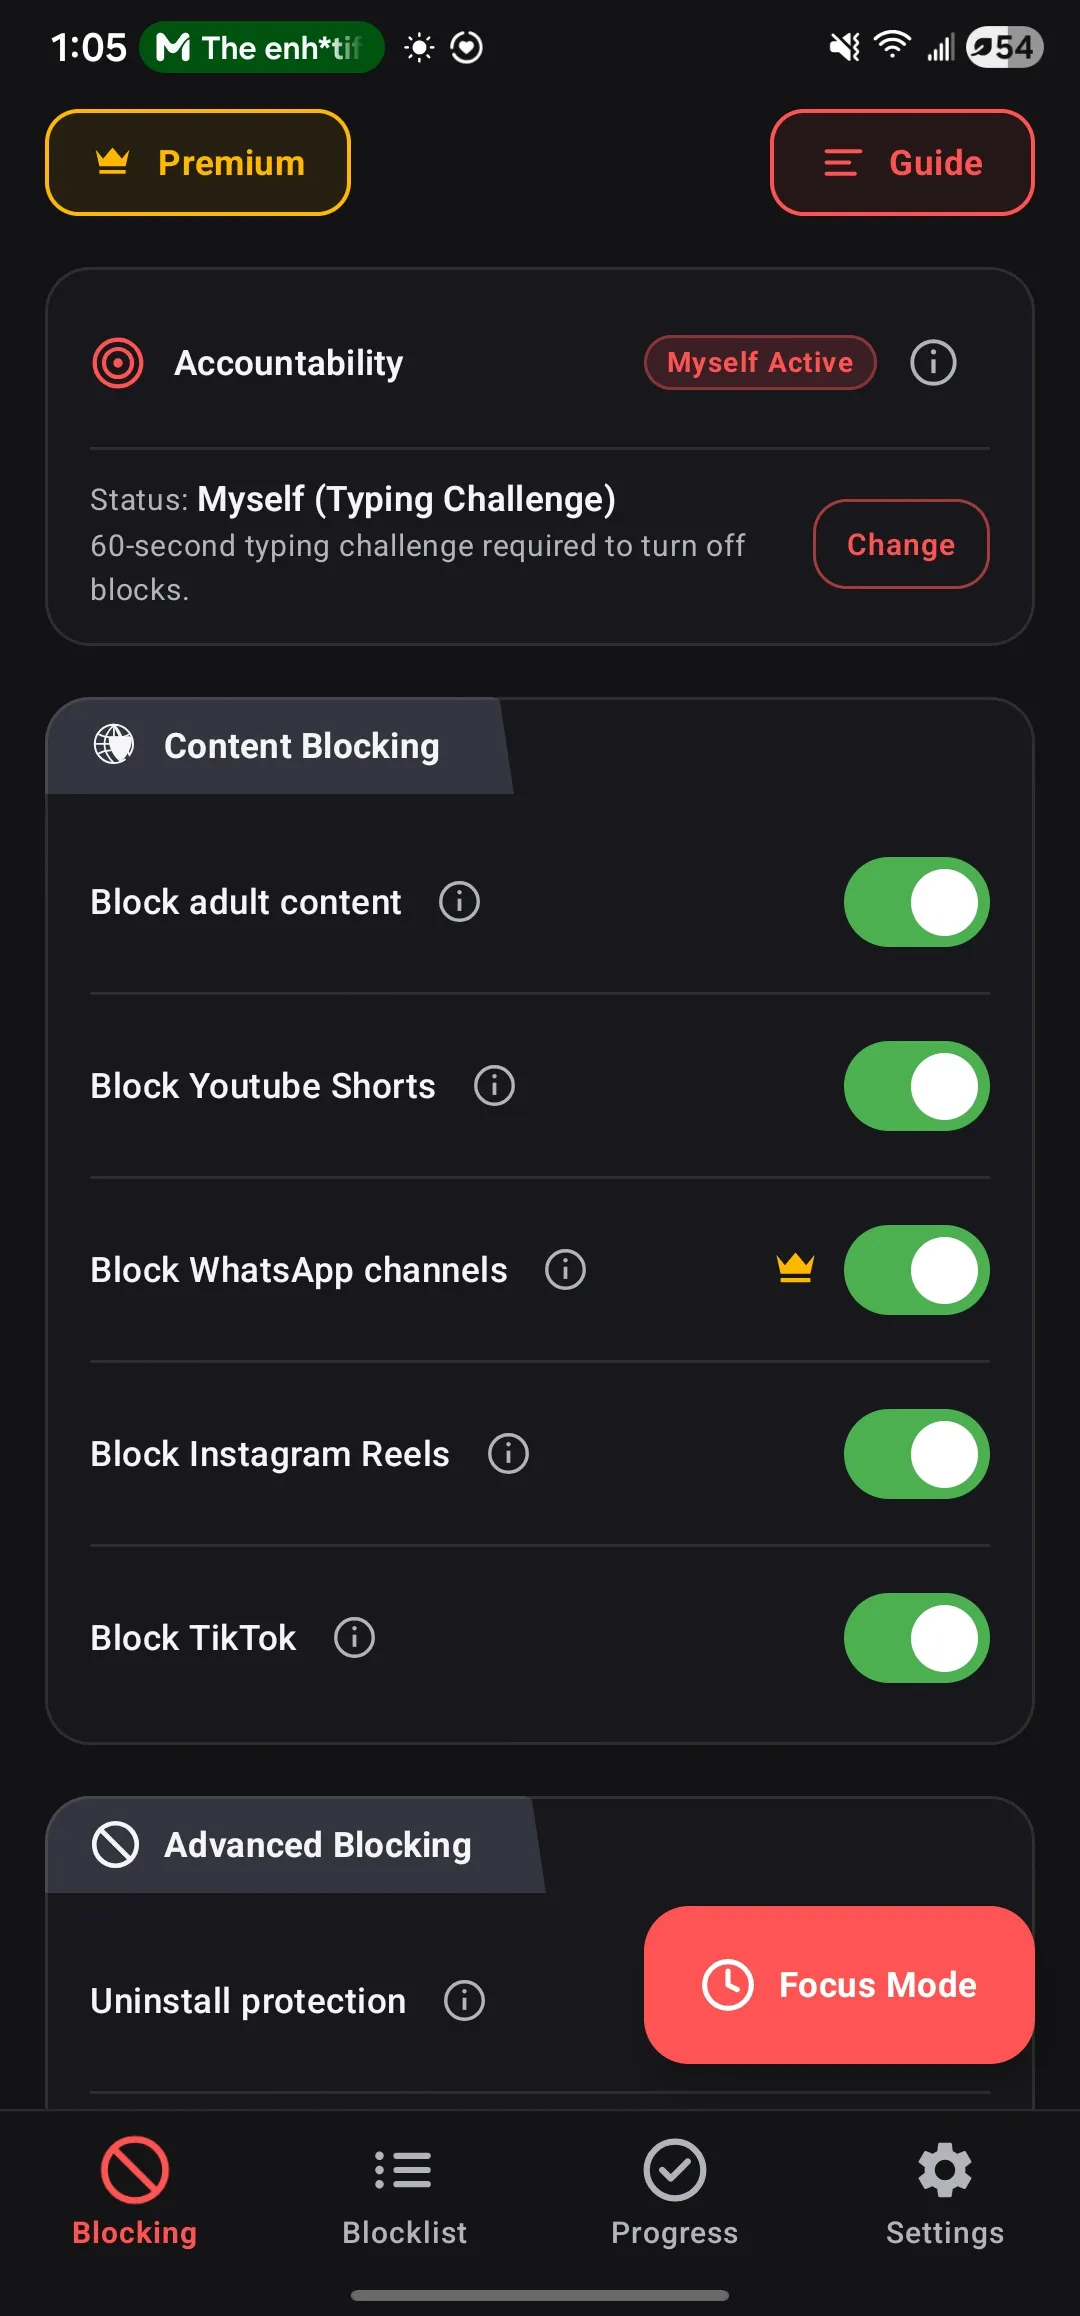 1:05
The enh*tif
54
Premium
Guide
Accountability
Myself Active
Status: Myself (Typing Challenge)
60-second typing challenge required to turn off
blocks.
Change
Content Blocking
Block adult content
Block Youtube Shorts
Block WhatsApp channels
Block Instagram Reels
Block TikTok
Advanced Blocking
Uninstall protection
Focus Mode
Blocking
Blocklist
Progress
Settings